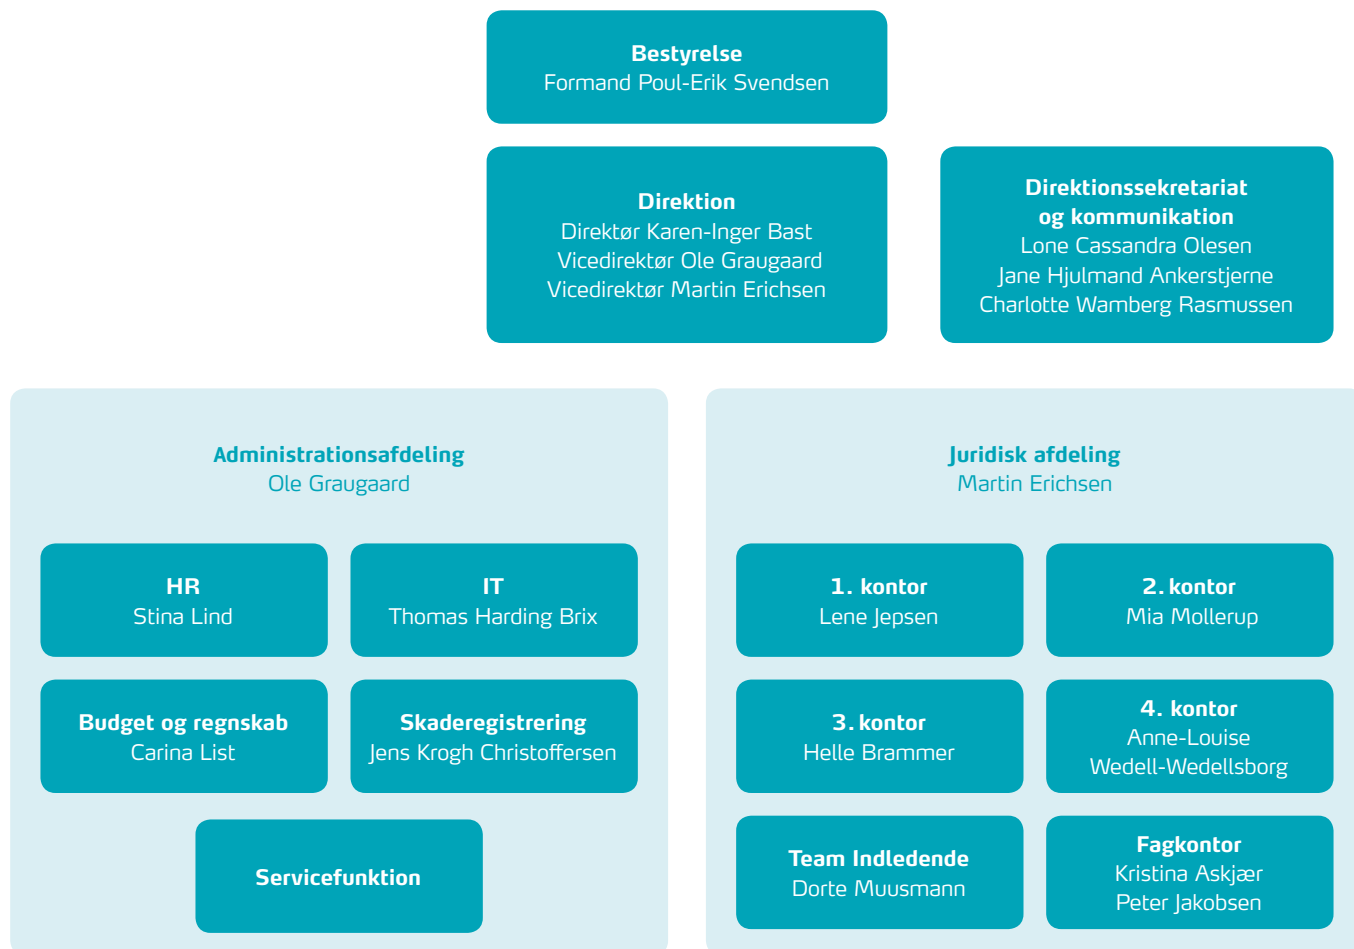 Bestyrelse
Formand Poul-Erik Svendsen
Direktion
Direktør Karen-Inger Bast
Vicedirektør Ole Graugaard
Vicedirektør Martin Erichsen
Direktionssekretariat
og kommunikation
Lone Cassandra Olesen
Jane Hjulmand Ankerstjerne
Charlotte Wamberg Rasmussen
Administrationsafdeling
Ole Graugaard
HR
Stina Lind
IT
Thomas Harding Brix
Budget og regnskab
Carina List
Skaderegistrering
Jens Krogh Christoffersen
Servicefunktion
Juridisk afdeling
Martin Erichsen
1. kontor
Lene Jepsen
2. kontor
Mia Mollerup
3. kontor
Helle Brammer
4. kontor
Anne-Louise
Wedell-Wedellsborg
Team Indledende
Dorte Muusmann
Fagkontor
Kristina Askjær
Peter Jakobsen